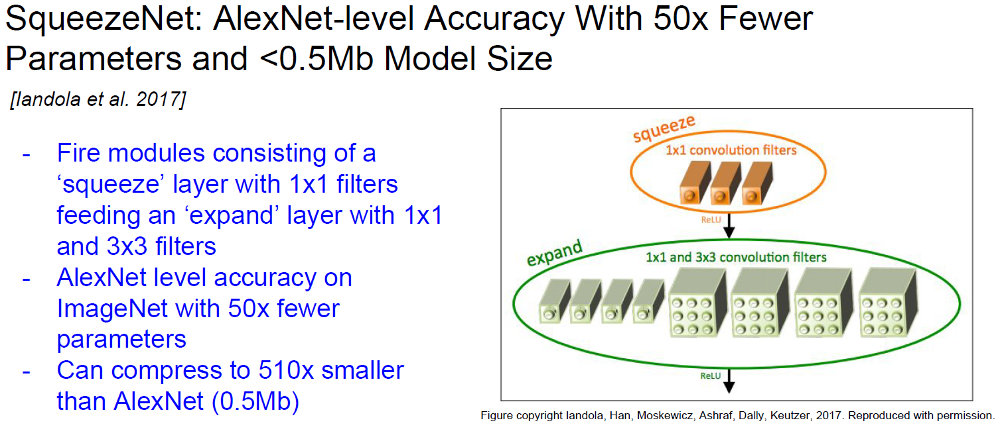 SqueezeNet: AlexNet-level Accuracy With 50x Fewer
Parameters and <0.5Mb Model Size
[Iandola et al. 2017]
- Fire modules consisting of a
‘squeeze’ layer with 1x1 filters
feeding an ‘expand’ layer with 1x1
and 3x3 filters
- AlexNet level accuracy on
ImageNet with 50x fewer
parameters
- Can compress to 510x smaller
than AlexNet (0.5Mb)
squeeze
1x1 convolution filters
ReLU
expand
1x1 and 3x3 convolution filters
ReLU
Figure copyright Iandola, Han, Moskewicz, Ashraf, Dally, Keutzer, 2017. Reproduced with permission.